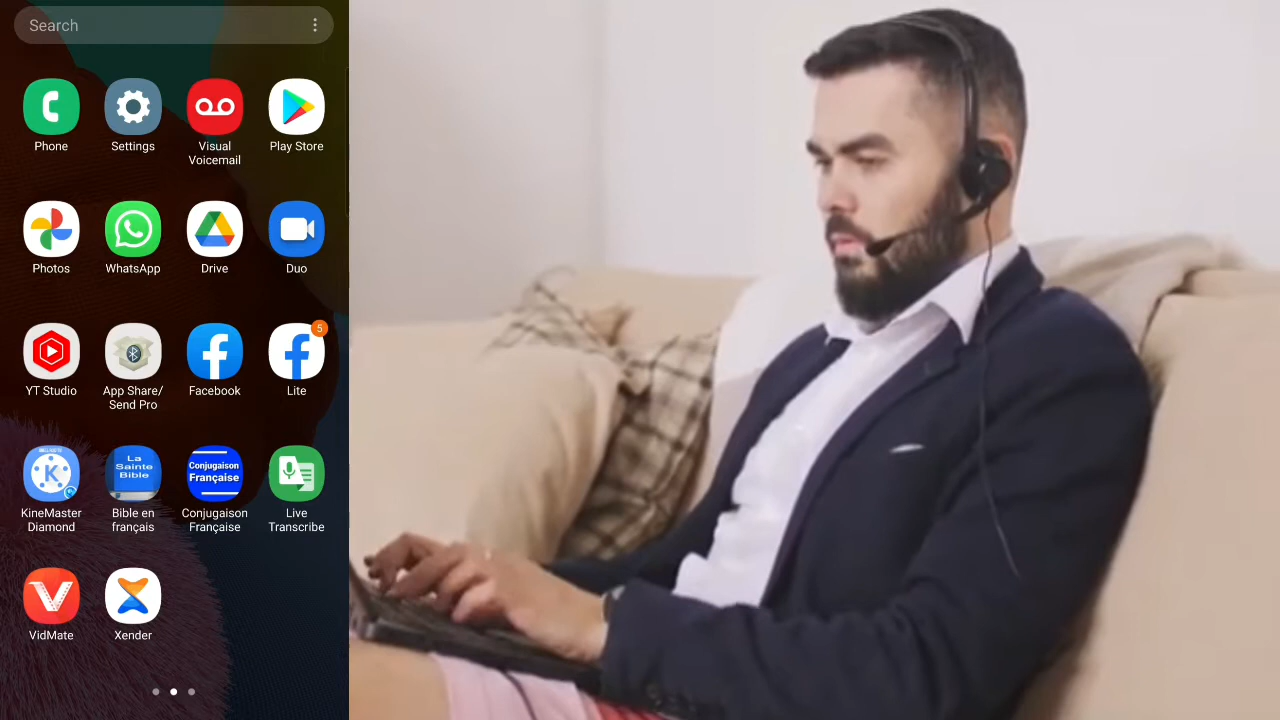 Search
Phone
Settings
Visual
Voicemail
Play Store
Photos
WhatsApp
Drive
Duo
YT Studio
App Share/
Send Pro
Facebook
5
Lite
K
KineMaster
Diamond
La
Sainte
Bible
Bible en
français
Conjugaison
Française
Conjugaison
Française
Live
Transcribe
VidMate
Xender